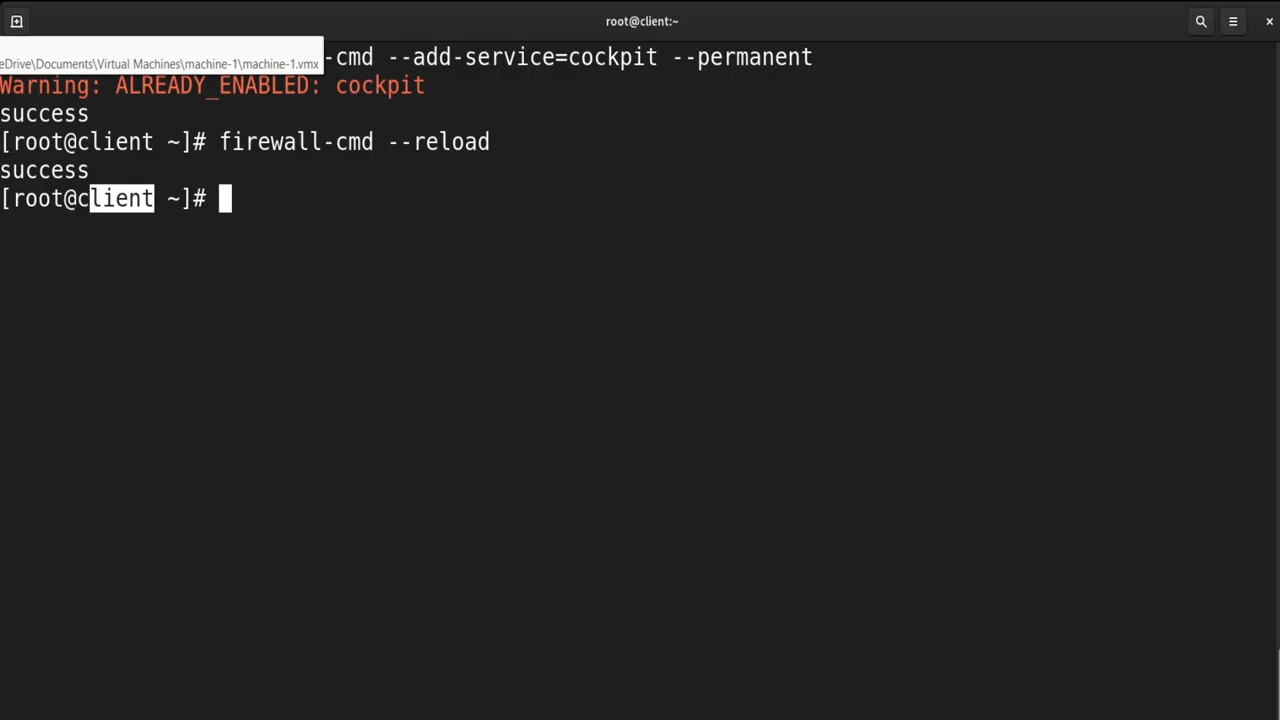 root@client:~
-cmd --add-service=cockpit --permanent
eDrive\Documents\Virtual Machines\machine-1\machine-1.vmx
Warning: ALREADY_ENABLED: cockpit
success
[root@client ~]# firewall-cmd --reload
success
[root@client ~]#